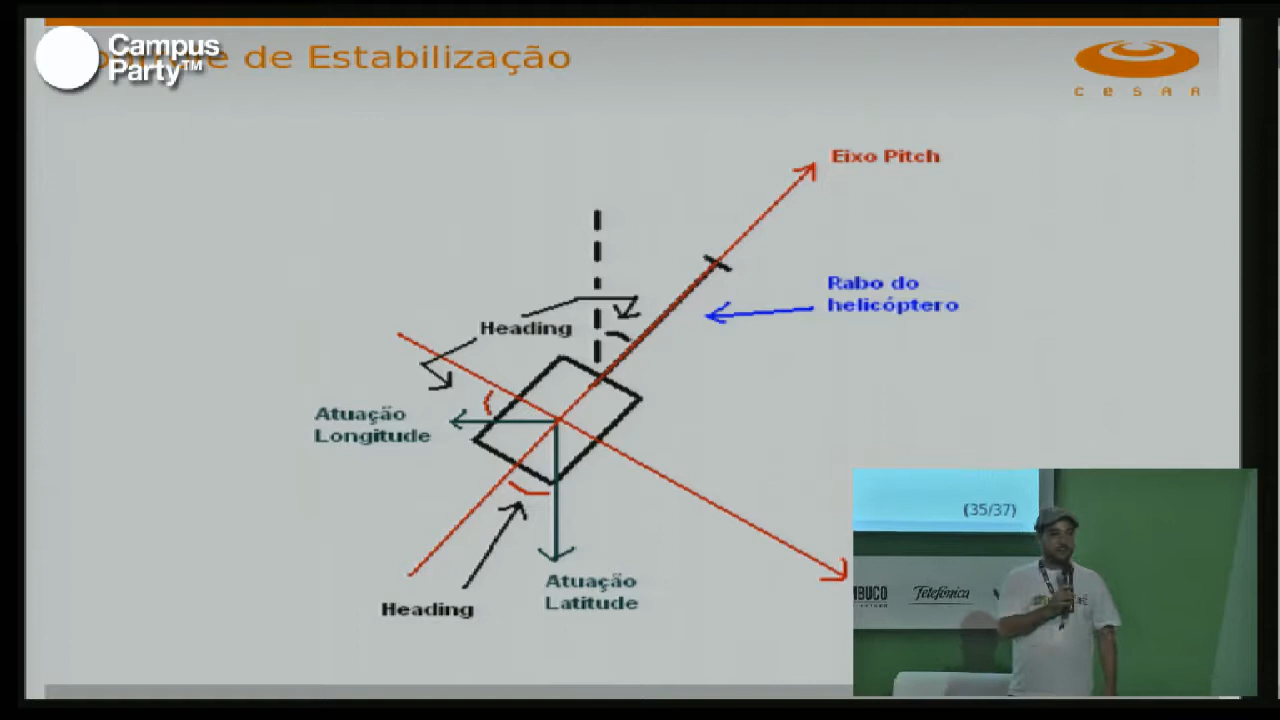 Campus
Party™
e de Estabilização
CESAR
Eixo Pitch
Rabo do
helicóptero
Heading
Atuação
Longitude
Atuação
Latitude
Heading
(35/37)
MBUCO
Telefónica